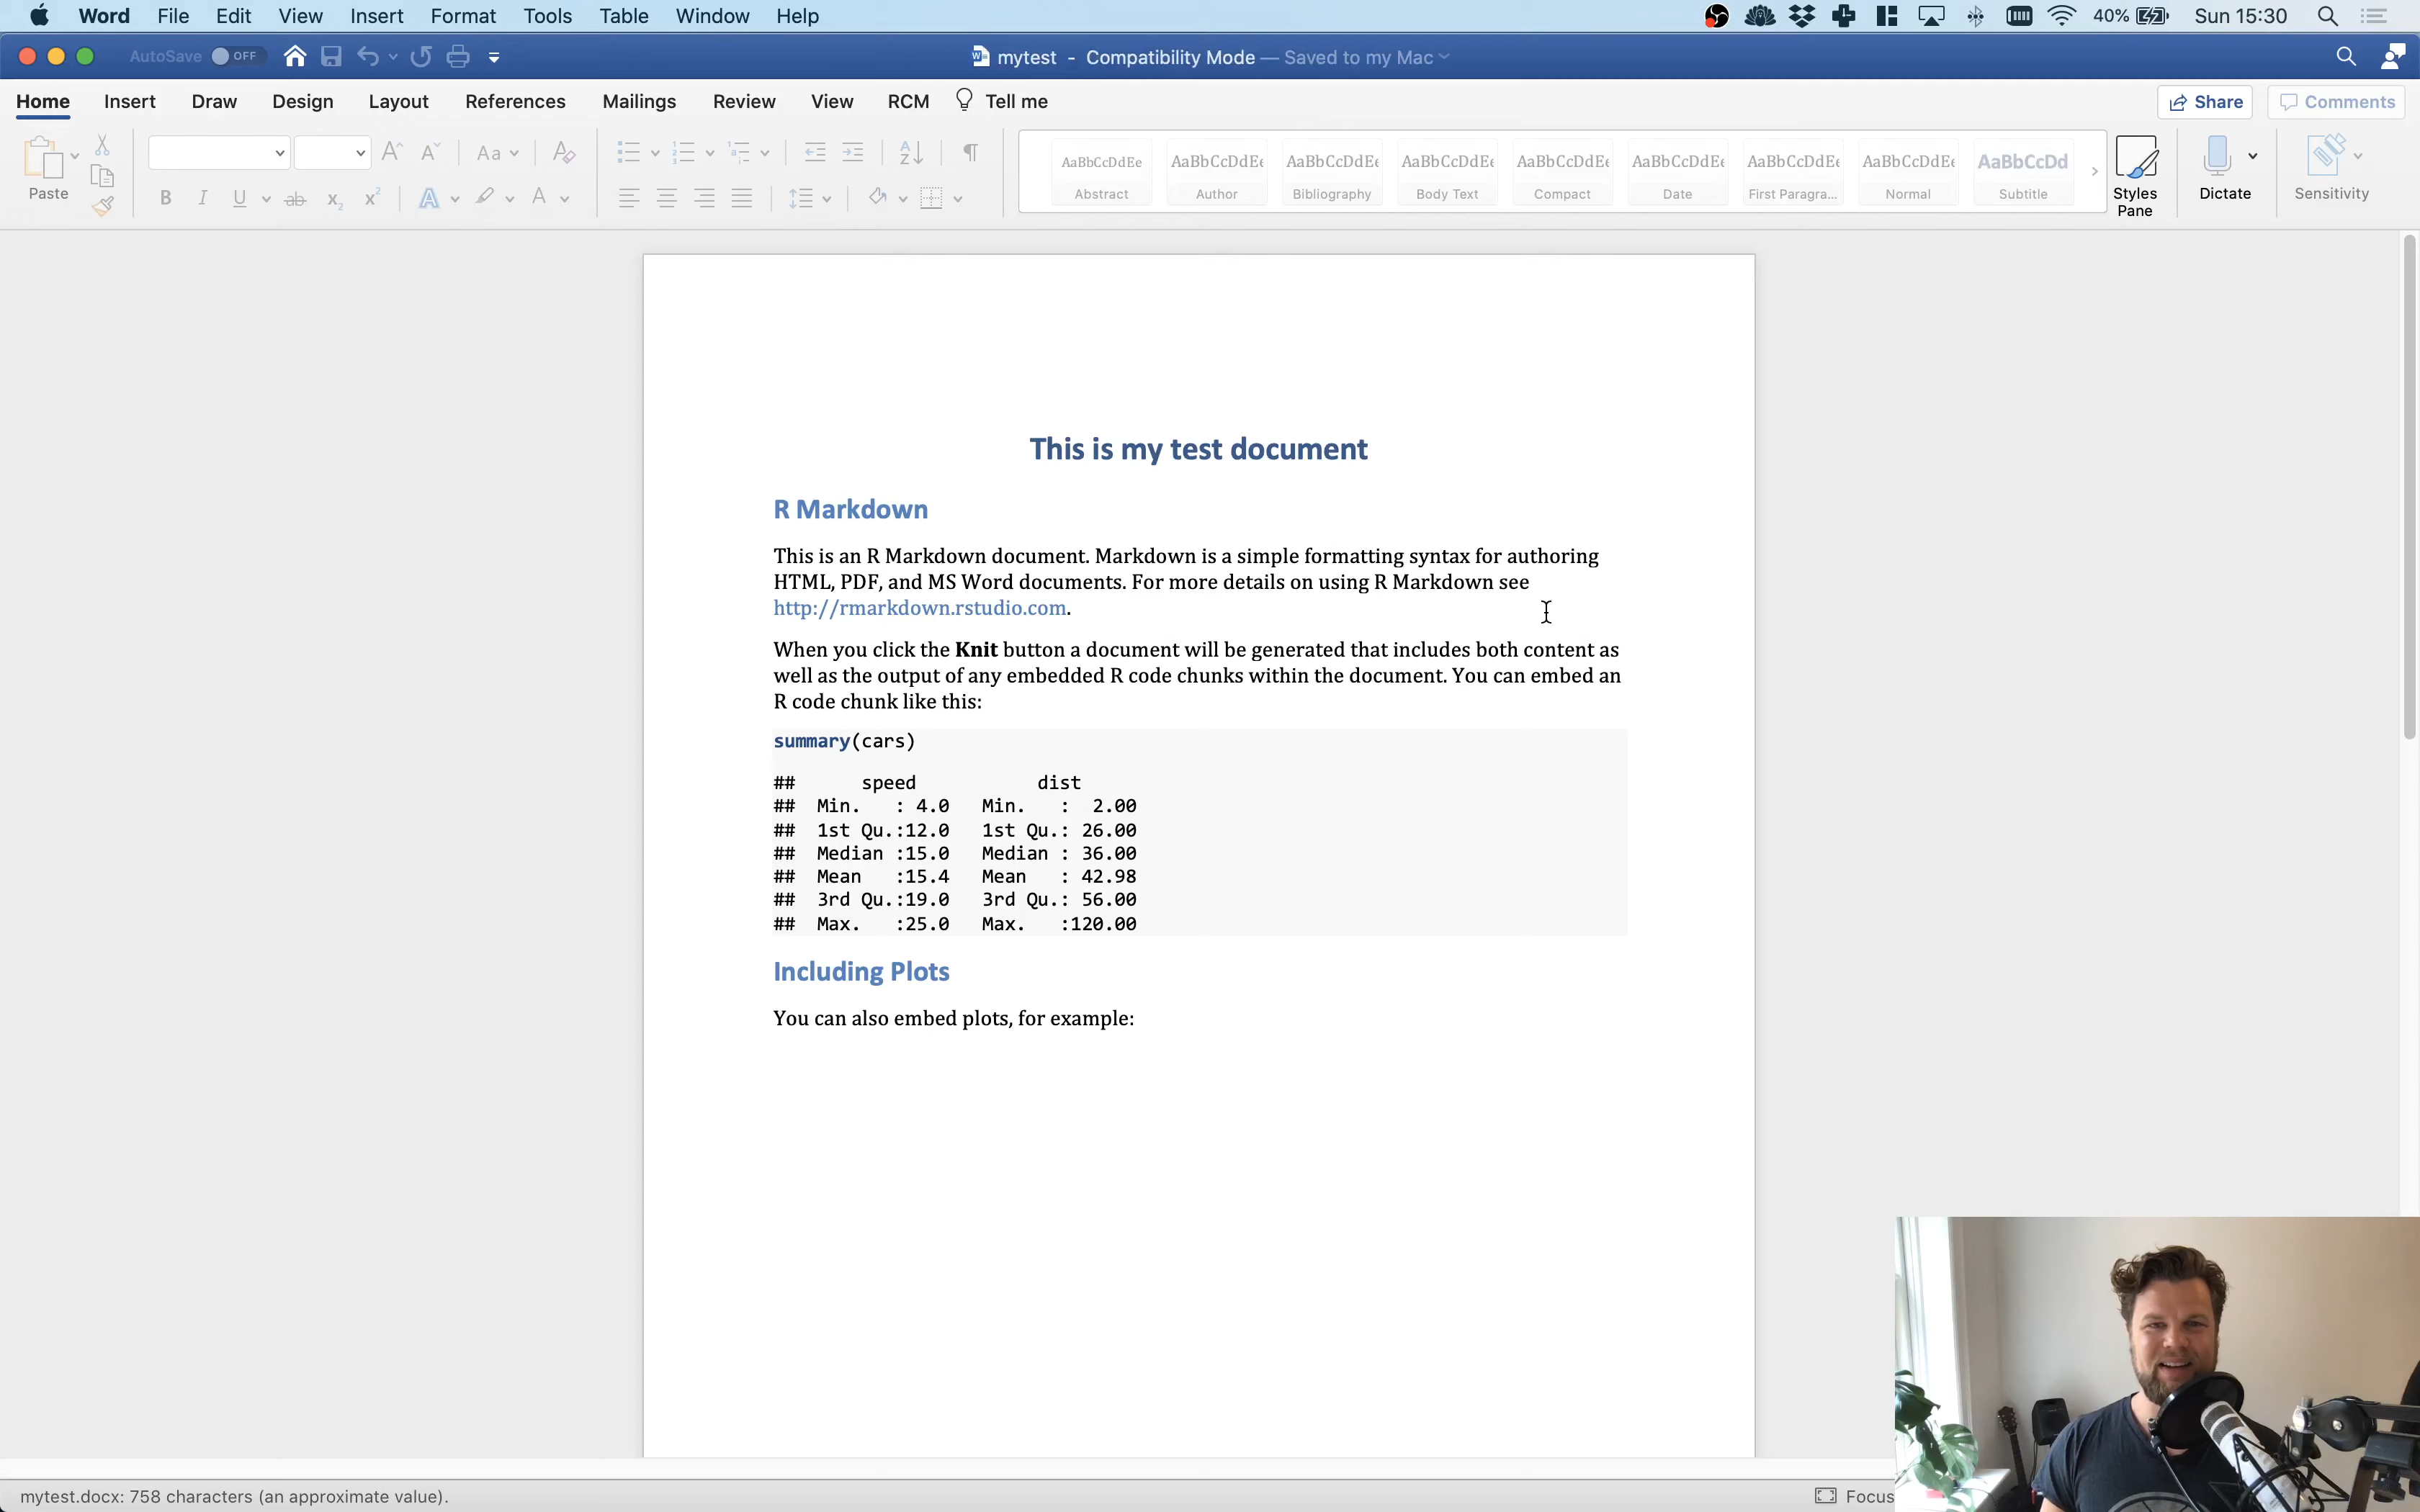 Word File Edit View Insert Format Tools Table Window Help 40% Sun 15:30
AutoSave OFF mytest - Compatibility Mode — Saved to my Mac
Home Insert Draw Design Layout References Mailings Review View RCM Tell me Share Comments
Paste
Aa
AaBbCcDdEe AaBbCcDdEe AaBbCcDdEe AaBbCcDdEe AaBbCcDdEe AaBbCcDdEe AaBbCcDdEe AaBbCcDdEe AaBbCcDd
Abstract Author Bibliography Body Text Compact Date First Paragra... Normal Subtitle
Styles
Pane
Dictate
Sensitivity
This is my test document
R Markdown
This is an R Markdown document. Markdown is a simple formatting syntax for authoring
HTML, PDF, and MS Word documents. For more details on using R Markdown see
http://rmarkdown.rstudio.com.
When you click the Knit button a document will be generated that includes both content as
well as the output of any embedded R code chunks within the document. You can embed an
R code chunk like this:
summary(cars)
##      speed           dist
##  Min.   : 4.0   Min.   :  2.00
##  1st Qu.:12.0   1st Qu.: 26.00
##  Median :15.0   Median : 36.00
##  Mean   :15.4   Mean   : 42.98
##  3rd Qu.:19.0   3rd Qu.: 56.00
##  Max.   :25.0   Max.   :120.00
Including Plots
You can also embed plots, for example:
mytest.docx: 758 characters (an approximate value). Focus